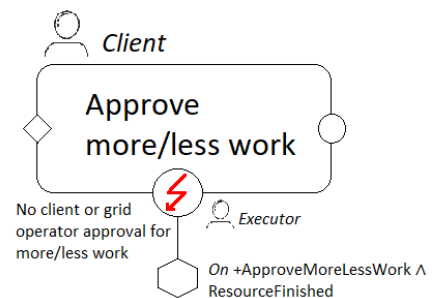 Client
Approve
more/less work
No client or grid
operator approval for
more/less work
Executor
On +ApproveMoreLessWork ∧
ResourceFinished